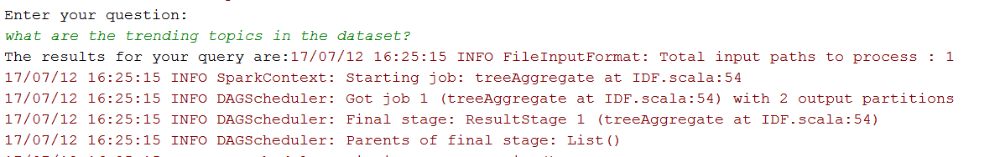 Enter your question:
what are the trending topics in the dataset?
The results for your query are:17/07/12 16:25:15 INFO FileInputFormat: Total input paths to process : 1
17/07/12 16:25:15 INFO SparkContext: Starting job: treeAggregate at IDF.scala:54
17/07/12 16:25:15 INFO DAGScheduler: Got job 1 (treeAggregate at IDF.scala:54) with 2 output partitions
17/07/12 16:25:15 INFO DAGScheduler: Final stage: ResultStage 1 (treeAggregate at IDF.scala:54)
17/07/12 16:25:15 INFO DAGScheduler: Parents of final stage: List()